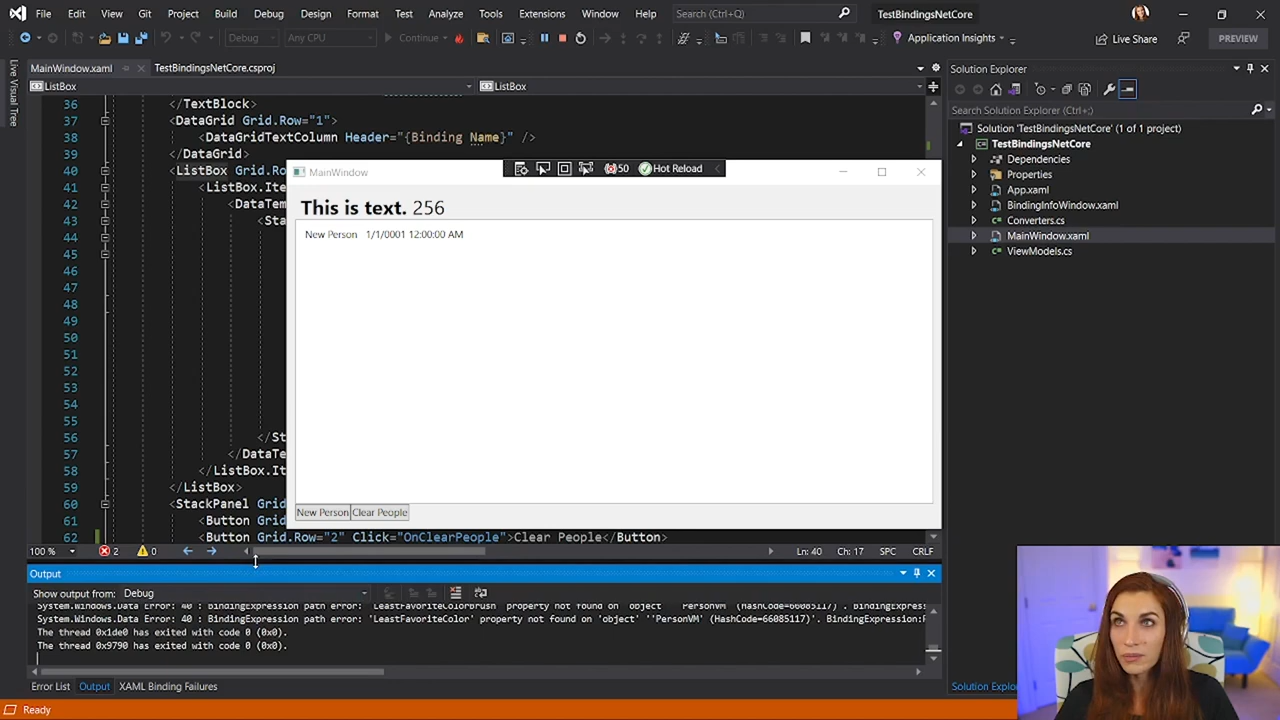 File Edit View Git Project Build Debug Design Format Test Analyze Tools Extensions Window Help Search (Ctrl+Q) TestBindingsNetCore
Debug Any CPU Continue Application Insights Live Share PREVIEW
Live Visual Tree
MainWindow.xaml TestBindingsNetCore.csproj
ListBox ListBox
36 </TextBlock>
37 <DataGrid Grid.Row="1">
38 <DataGridTextColumn Header="{Binding Name}" />
39 </DataGrid>
40 <ListBox Grid.Ro
41 <ListBox.Ite
42 <DataTem
43 <Sta
44
45
46
47
48
49
50
51
52
53
54
55
56 </St
57 </DataTe
58 </ListBox.It
59 </ListBox>
60 <StackPanel Grid
61 <Button Grid
62 <Button Grid.Row="2" Click="OnClearPeople">Clear People</Button>
MainWindow
50 Hot Reload
This is text. 256
New Person 1/1/0001 12:00:00 AM
New Person Clear People
100 % 2 0 Ln: 40 Ch: 17 SPC CRLF
Output
Show output from: Debug
System.Windows.Data Error: 40 : BindingExpression path error: 'LeastFavoriteColorBrush' property not found on 'object' ''PersonVM' (HashCode=66085117)'. BindingExpress
System.Windows.Data Error: 40 : BindingExpression path error: 'LeastFavoriteColor' property not found on 'object' ''PersonVM' (HashCode=66085117)'. BindingExpression:P
The thread 0x1de0 has exited with code 0 (0x0).
The thread 0x9790 has exited with code 0 (0x0).
Error List Output XAML Binding Failures
Ready
Solution Explorer
Search Solution Explorer (Ctrl+;)
Solution 'TestBindingsNetCore' (1 of 1 project)
TestBindingsNetCore
Dependencies
Properties
App.xaml
BindingInfoWindow.xaml
Converters.cs
MainWindow.xaml
ViewModels.cs
Solution Explo